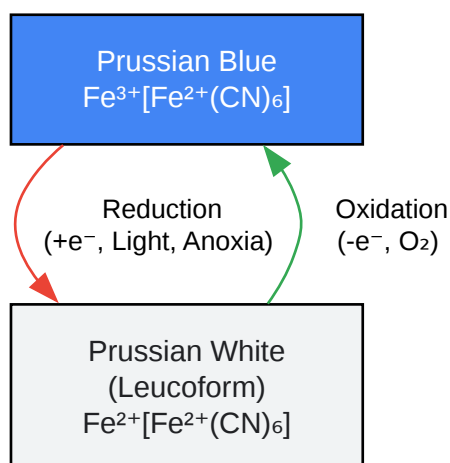 Prussian Blue
Fe³⁺[Fe²⁺(CN)₆]
Reduction
(+e⁻, Light, Anoxia)
Oxidation
(-e⁻, O₂)
Prussian White
(Leucoform)
Fe²⁺[Fe²⁺(CN)₆]